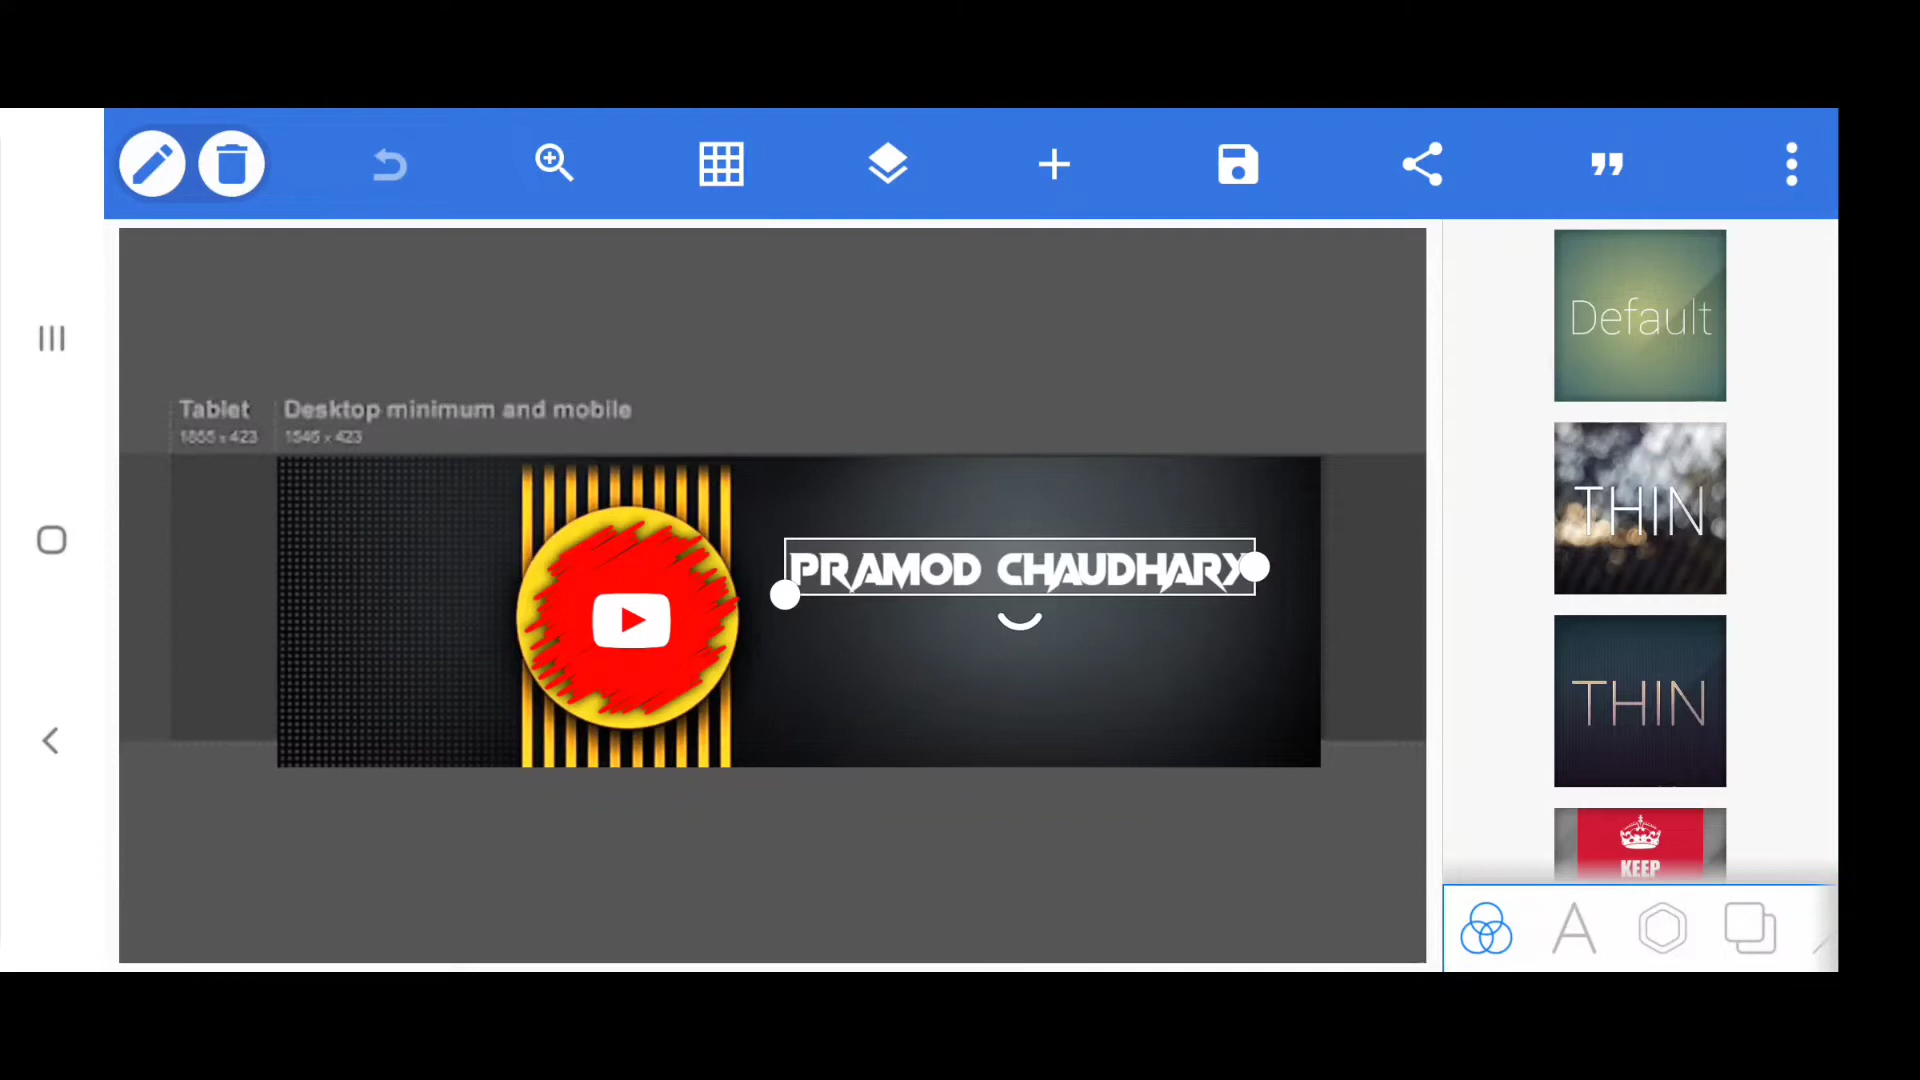 Default
Tablet
Desktop minimum and mobile
1855 x 423
1546 x 423
THIN
PRAMOD CHAUDHARY
THIN
KEEP